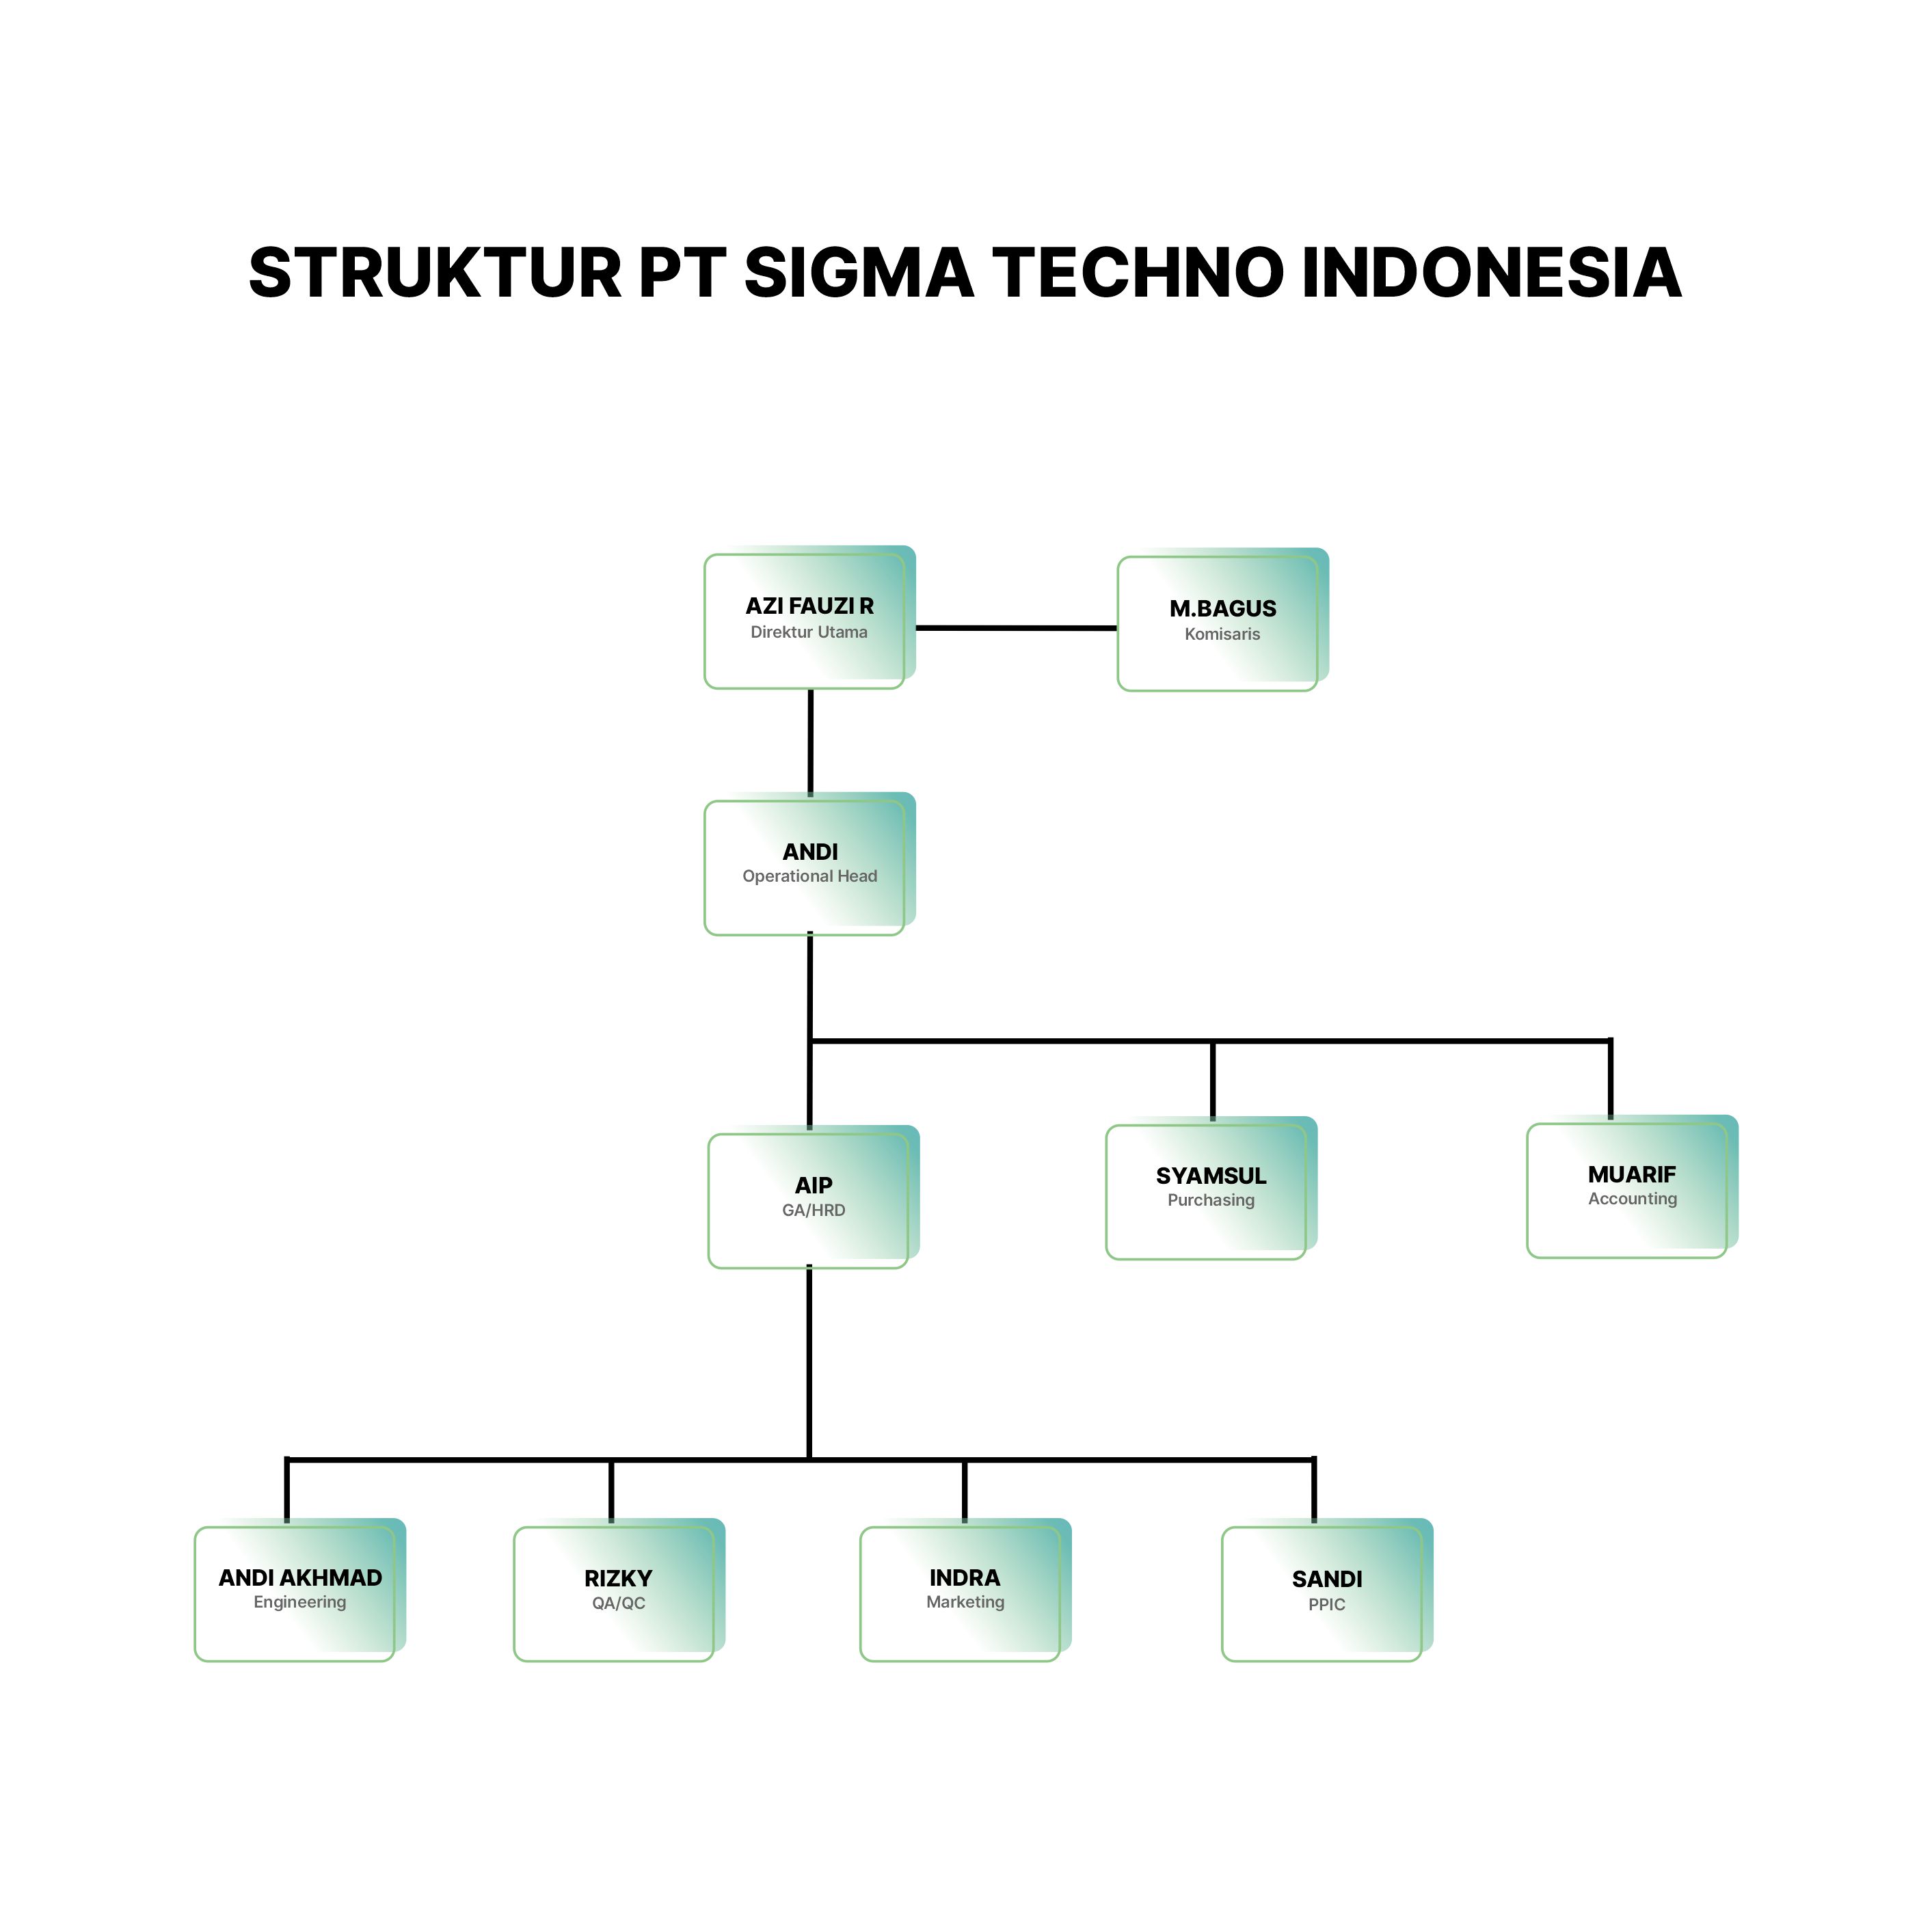 STRUKTUR PT SIGMA TECHNO INDONESIA
AZI FAUZI R
Direktur Utama
M.BAGUS
Komisaris
ANDI
Operational Head
AIP
GA/HRD
SYAMSUL
Purchasing
MUARIF
Accounting
ANDI AKHMAD
Engineering
RIZKY
QA/QC
INDRA
Marketing
SANDI
PPIC